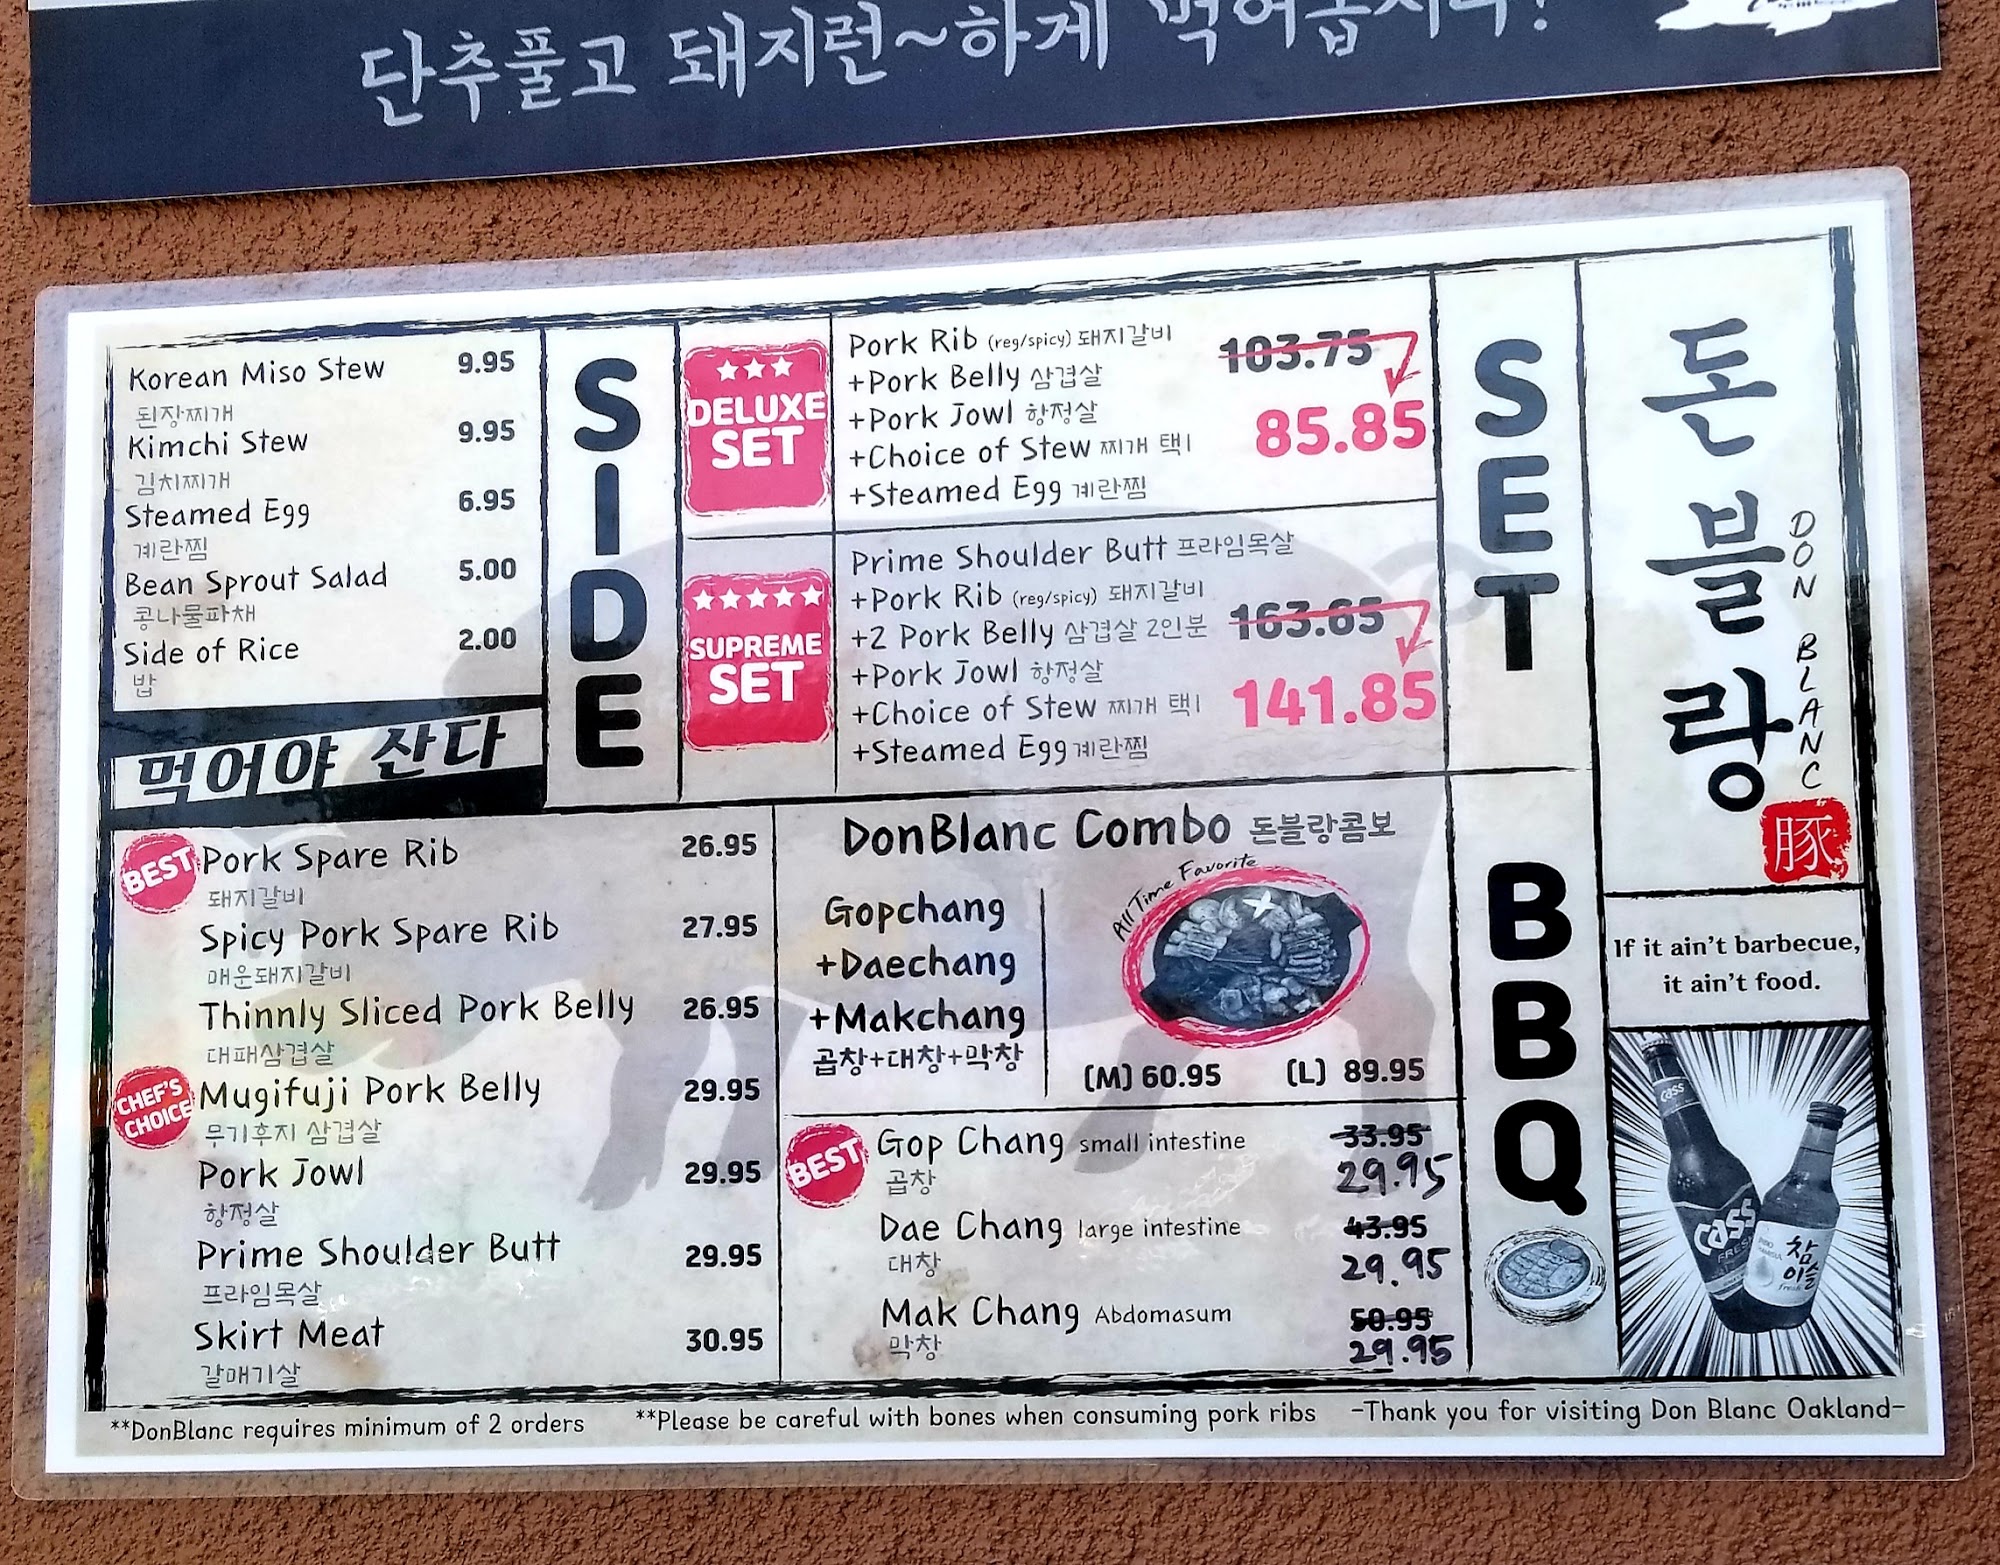 단추풀고 돼지런~하게 먹어봅시다!
Korean Miso Stew 9.95
된장찌개
Kimchi Stew 9.95
김치찌개
Steamed Egg 6.95
계란찜
Bean Sprout Salad 5.00
콩나물파채
Side of Rice 2.00
밥
SIDE
먹어야 산다
★★★
DELUXE
SET
Pork Rib (reg/spicy) 돼지갈비
+Pork Belly 삼겹살
+Pork Jowl 항정살
+Choice of Stew 찌개 택1
+Steamed Egg 계란찜
103.75
85.85
★★★★★
SUPREME
SET
Prime Shoulder Butt 프라임목살
+Pork Rib (reg/spicy) 돼지갈비
+2 Pork Belly 삼겹살 2인분
+Pork Jowl 항정살
+Choice of Stew 찌개 택1
+Steamed Egg 계란찜
163.65
141.85
SET
BEST
Pork Spare Rib 26.95
돼지갈비
Spicy Pork Spare Rib 27.95
매운돼지갈비
Thinnly Sliced Pork Belly 26.95
대패삼겹살
CHEF'S
CHOICE
Mugifuji Pork Belly 29.95
무기후지 삼겹살
Pork Jowl 29.95
항정살
Prime Shoulder Butt 29.95
프라임목살
Skirt Meat 30.95
갈매기살
DonBlanc Combo 돈블랑콤보
Gopchang
+Daechang
+Makchang
곱창+대창+막창
All Time Favorite
(M) 60.95 (L) 89.95
BEST
Gop Chang small intestine 33.95
곱창 29.95
Dae Chang large intestine 43.95
대창 29.95
Mak Chang Abdomasum 50.95
막창 29.95
BBQ
돈블랑
DON BLANC
豚
If it ain't barbecue,
it ain't food.
cass
cass
FRESH
참
이슬
fresh
**DonBlanc requires minimum of 2 orders **Please be careful with bones when consuming pork ribs -Thank you for visiting Don Blanc Oakland-